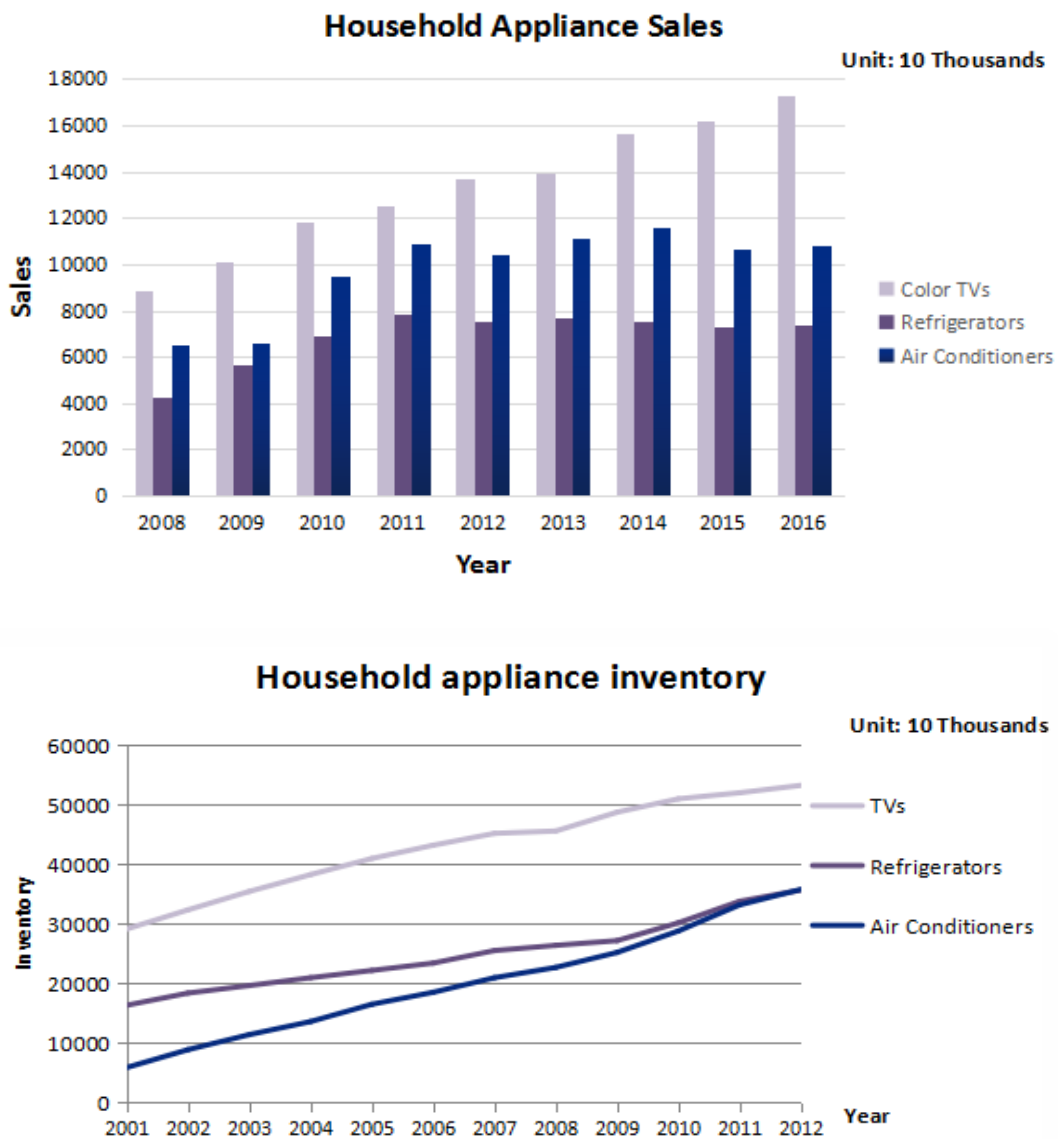 Household Appliance Sales
Unit: 10 Thousands
18000
16000
14000
12000
10000
8000
6000
4000
2000
0
Sales
2008 2009 2010 2011 2012 2013 2014 2015 2016
Year
Color TVs
Refrigerators
Air Conditioners
Household appliance inventory
Unit: 10 Thousands
60000
50000
40000
30000
20000
10000
0
Inventory
2001 2002 2003 2004 2005 2006 2007 2008 2009 2010 2011 2012
Year
TVs
Refrigerators
Air Conditioners